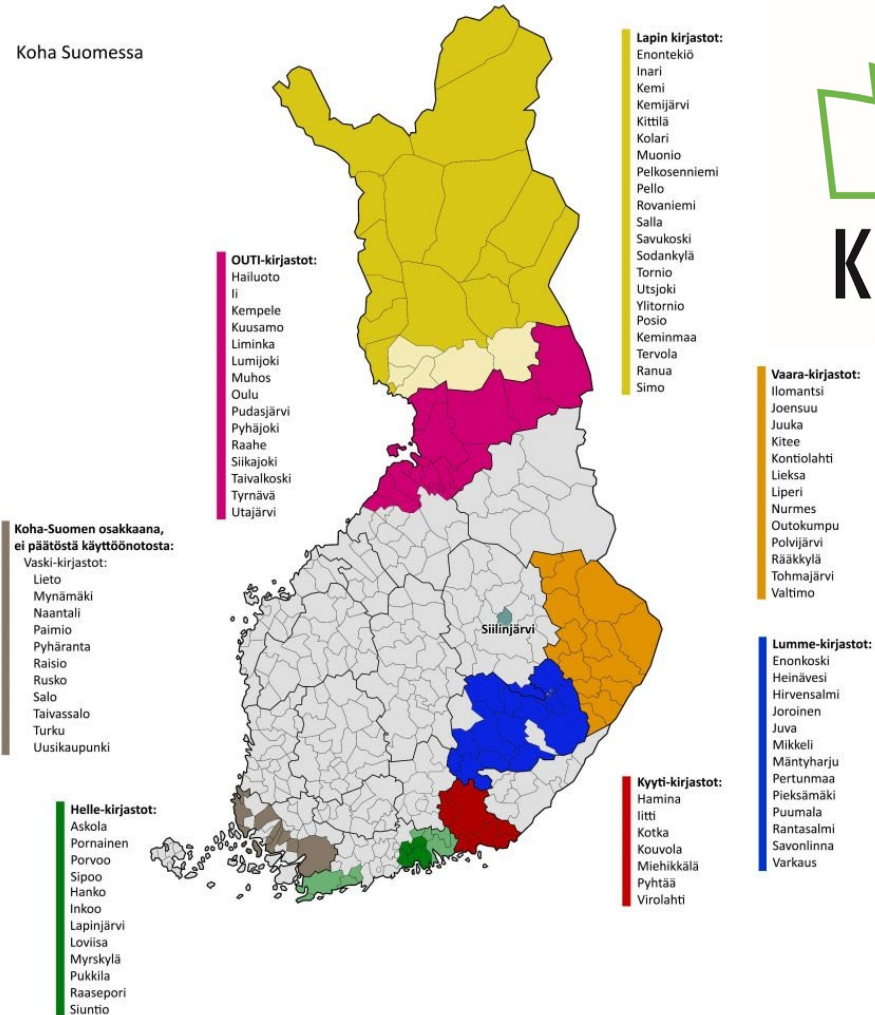 Koha Suomessa
Lapin kirjastot:
Enontekiö
Inari
Kemi
Kemijärvi
Kittilä
Kolari
Muonio
Pelkosenniemi
Pello
Rovaniemi
Salla
Savukoski
Sodankylä
Tornio
Utsjoki
Ylitornio
Posio
Keminmaa
Tervola
Ranua
Simo
K
OUTI-kirjastot:
Hailuoto
Ii
Kempele
Kuusamo
Liminka
Lumijoki
Muhos
Oulu
Pudasjärvi
Pyhäjoki
Raahe
Siikajoki
Taivalkoski
Tyrnävä
Utajärvi
Vaara-kirjastot:
Ilomantsi
Joensuu
Juuka
Kitee
Kontiolahti
Lieksa
Liperi
Nurmes
Outokumpu
Polvijärvi
Rääkkylä
Tohmajärvi
Valtimo
Koha-Suomen osakkaana,
ei päätöstä käyttöönotosta:
Vaski-kirjastot:
Lieto
Mynämäki
Naantali
Paimio
Pyhäranta
Raisio
Rusko
Salo
Taivassalo
Turku
Uusikaupunki
Siilinjärvi
Lumme-kirjastot:
Enonkoski
Heinävesi
Hirvensalmi
Joroinen
Juva
Mikkeli
Mäntyharju
Pertunmaa
Pieksämäki
Puumala
Rantasalmi
Savonlinna
Varkaus
Kyyti-kirjastot:
Hamina
Iitti
Kotka
Kouvola
Miehikkälä
Pyhtää
Virolahti
Helle-kirjastot:
Askola
Pornainen
Porvoo
Sipoo
Hanko
Inkoo
Lapinjärvi
Loviisa
Myrskylä
Pukkila
Raasepori
Siuntio